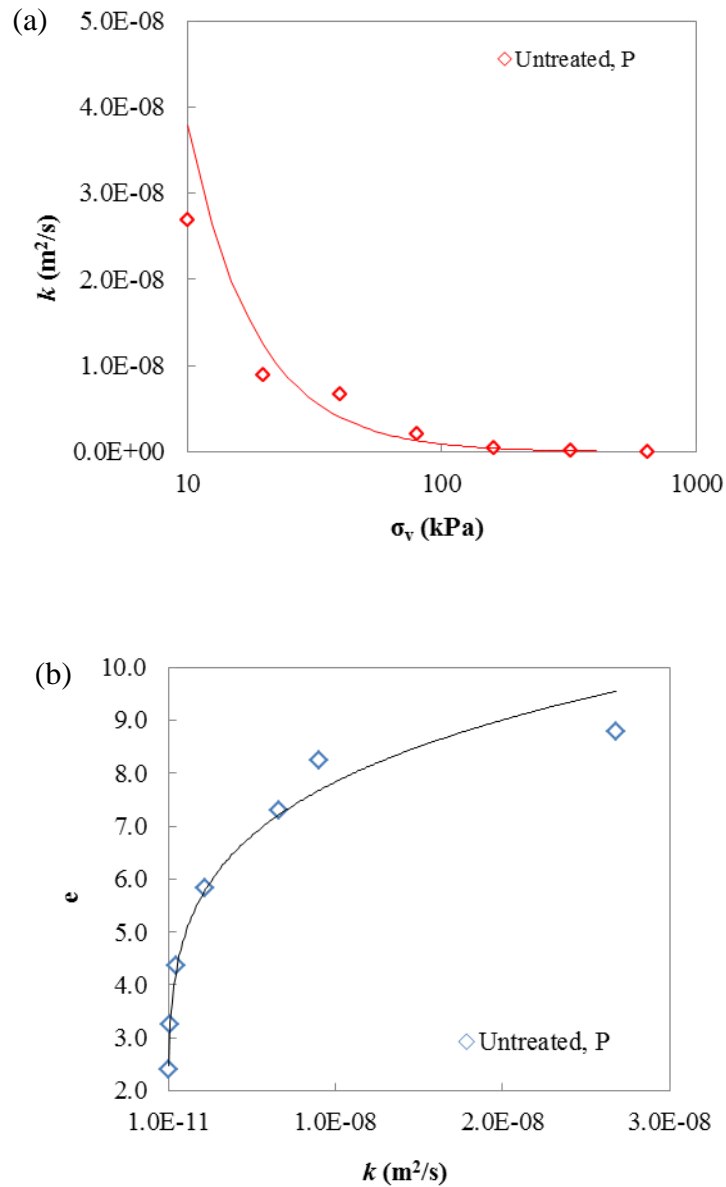 (a)
5.0E-08
4.0E-08
3.0E-08
2.0E-08
1.0E-08
0.0E+00
k (m²/s)
Untreated, P
10
100
1000
σv (kPa)
(b)
10.0
9.0
8.0
7.0
6.0
5.0
4.0
3.0
2.0
e
Untreated, P
1.0E-11
1.0E-08
2.0E-08
3.0E-08
k (m²/s)